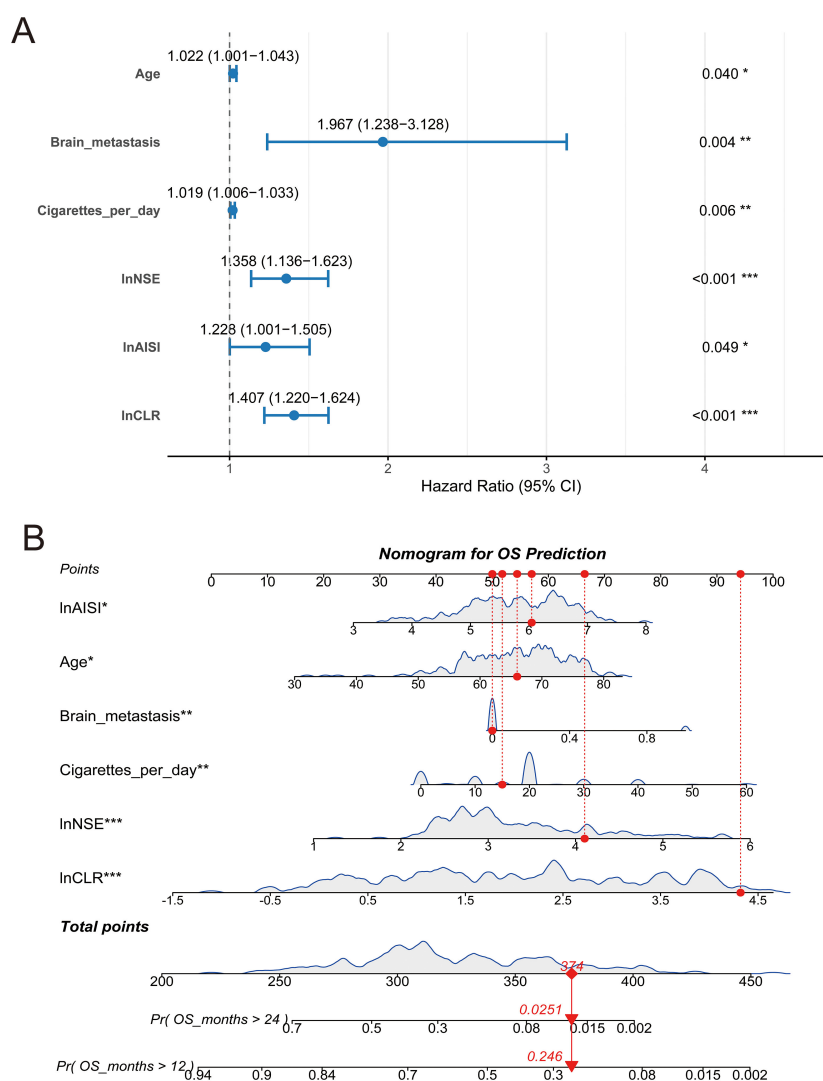 A
1.022 (1.001−1.043)
Age
0.040 *
1.967 (1.238−3.128)
Brain_metastasis
0.004 **
1.019 (1.006−1.033)
Cigarettes_per_day
0.006 **
1.358 (1.136−1.623)
lnNSE
<0.001 ***
1.228 (1.001−1.505)
lnAISI
0.049 *
1.407 (1.220−1.624)
lnCLR
<0.001 ***
1 2 3 4
Hazard Ratio (95% CI)
B
Nomogram for OS Prediction
Points
0 10 20 30 40 50 60 70 80 90 100
lnAISI*
3 4 5 6 7 8
Age*
30 40 50 60 70 80
Brain_metastasis**
0 0.4 0.8
Cigarettes_per_day**
0 10 20 30 40 50 60
lnNSE***
1 2 3 4 5 6
lnCLR***
-1.5 -0.5 0.5 1.5 2.5 3.5 4.5
Total points
374
200 250 300 350 400 450
0.0251
Pr( OS_months > 24 )
0.7 0.5 0.3 0.08 0.015 0.002
0.246
Pr( OS_months > 12 )
0.94 0.9 0.84 0.7 0.5 0.3 0.08 0.015 0.002